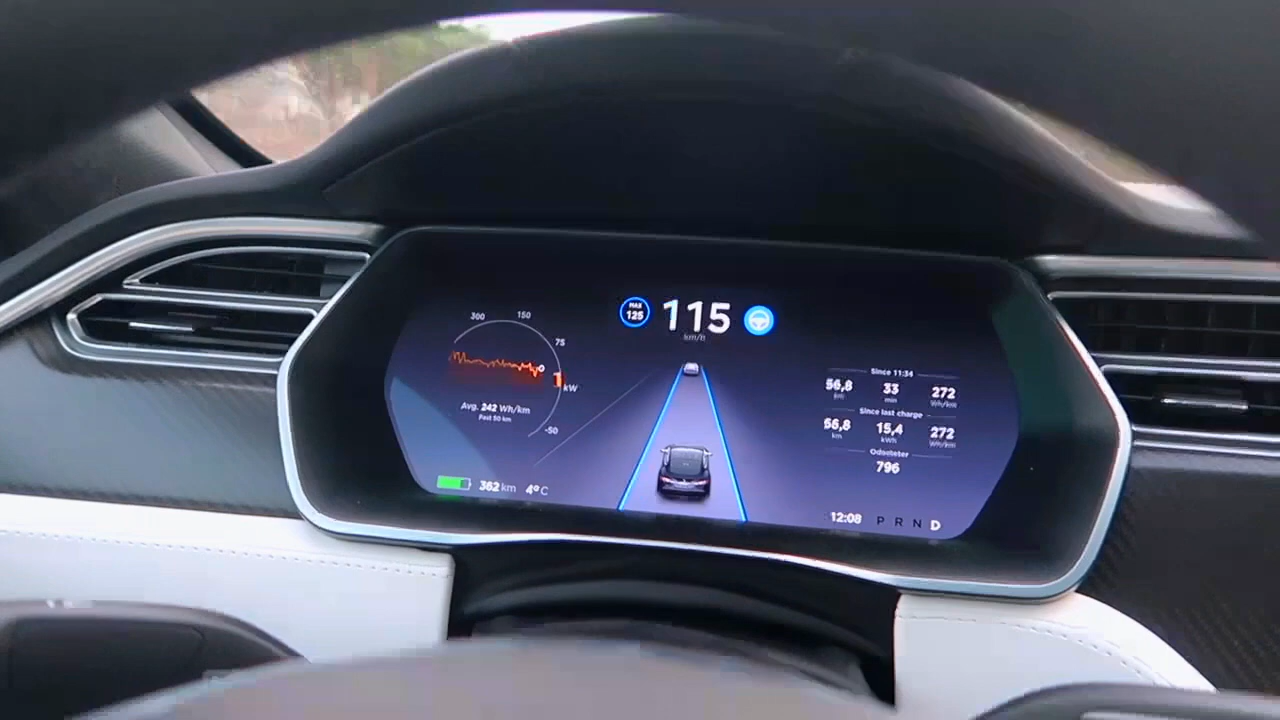 MAX
125
115
km/h
300
150
75
kW
-50
Avg. 242 Wh/km
Past 50 km
362 km 4°C
Since 11:34
56,8 33 272
km min Wh/km
Since last charge
56,8 15,4 272
km kWh Wh/km
Odometer
796
12:08 P R N D